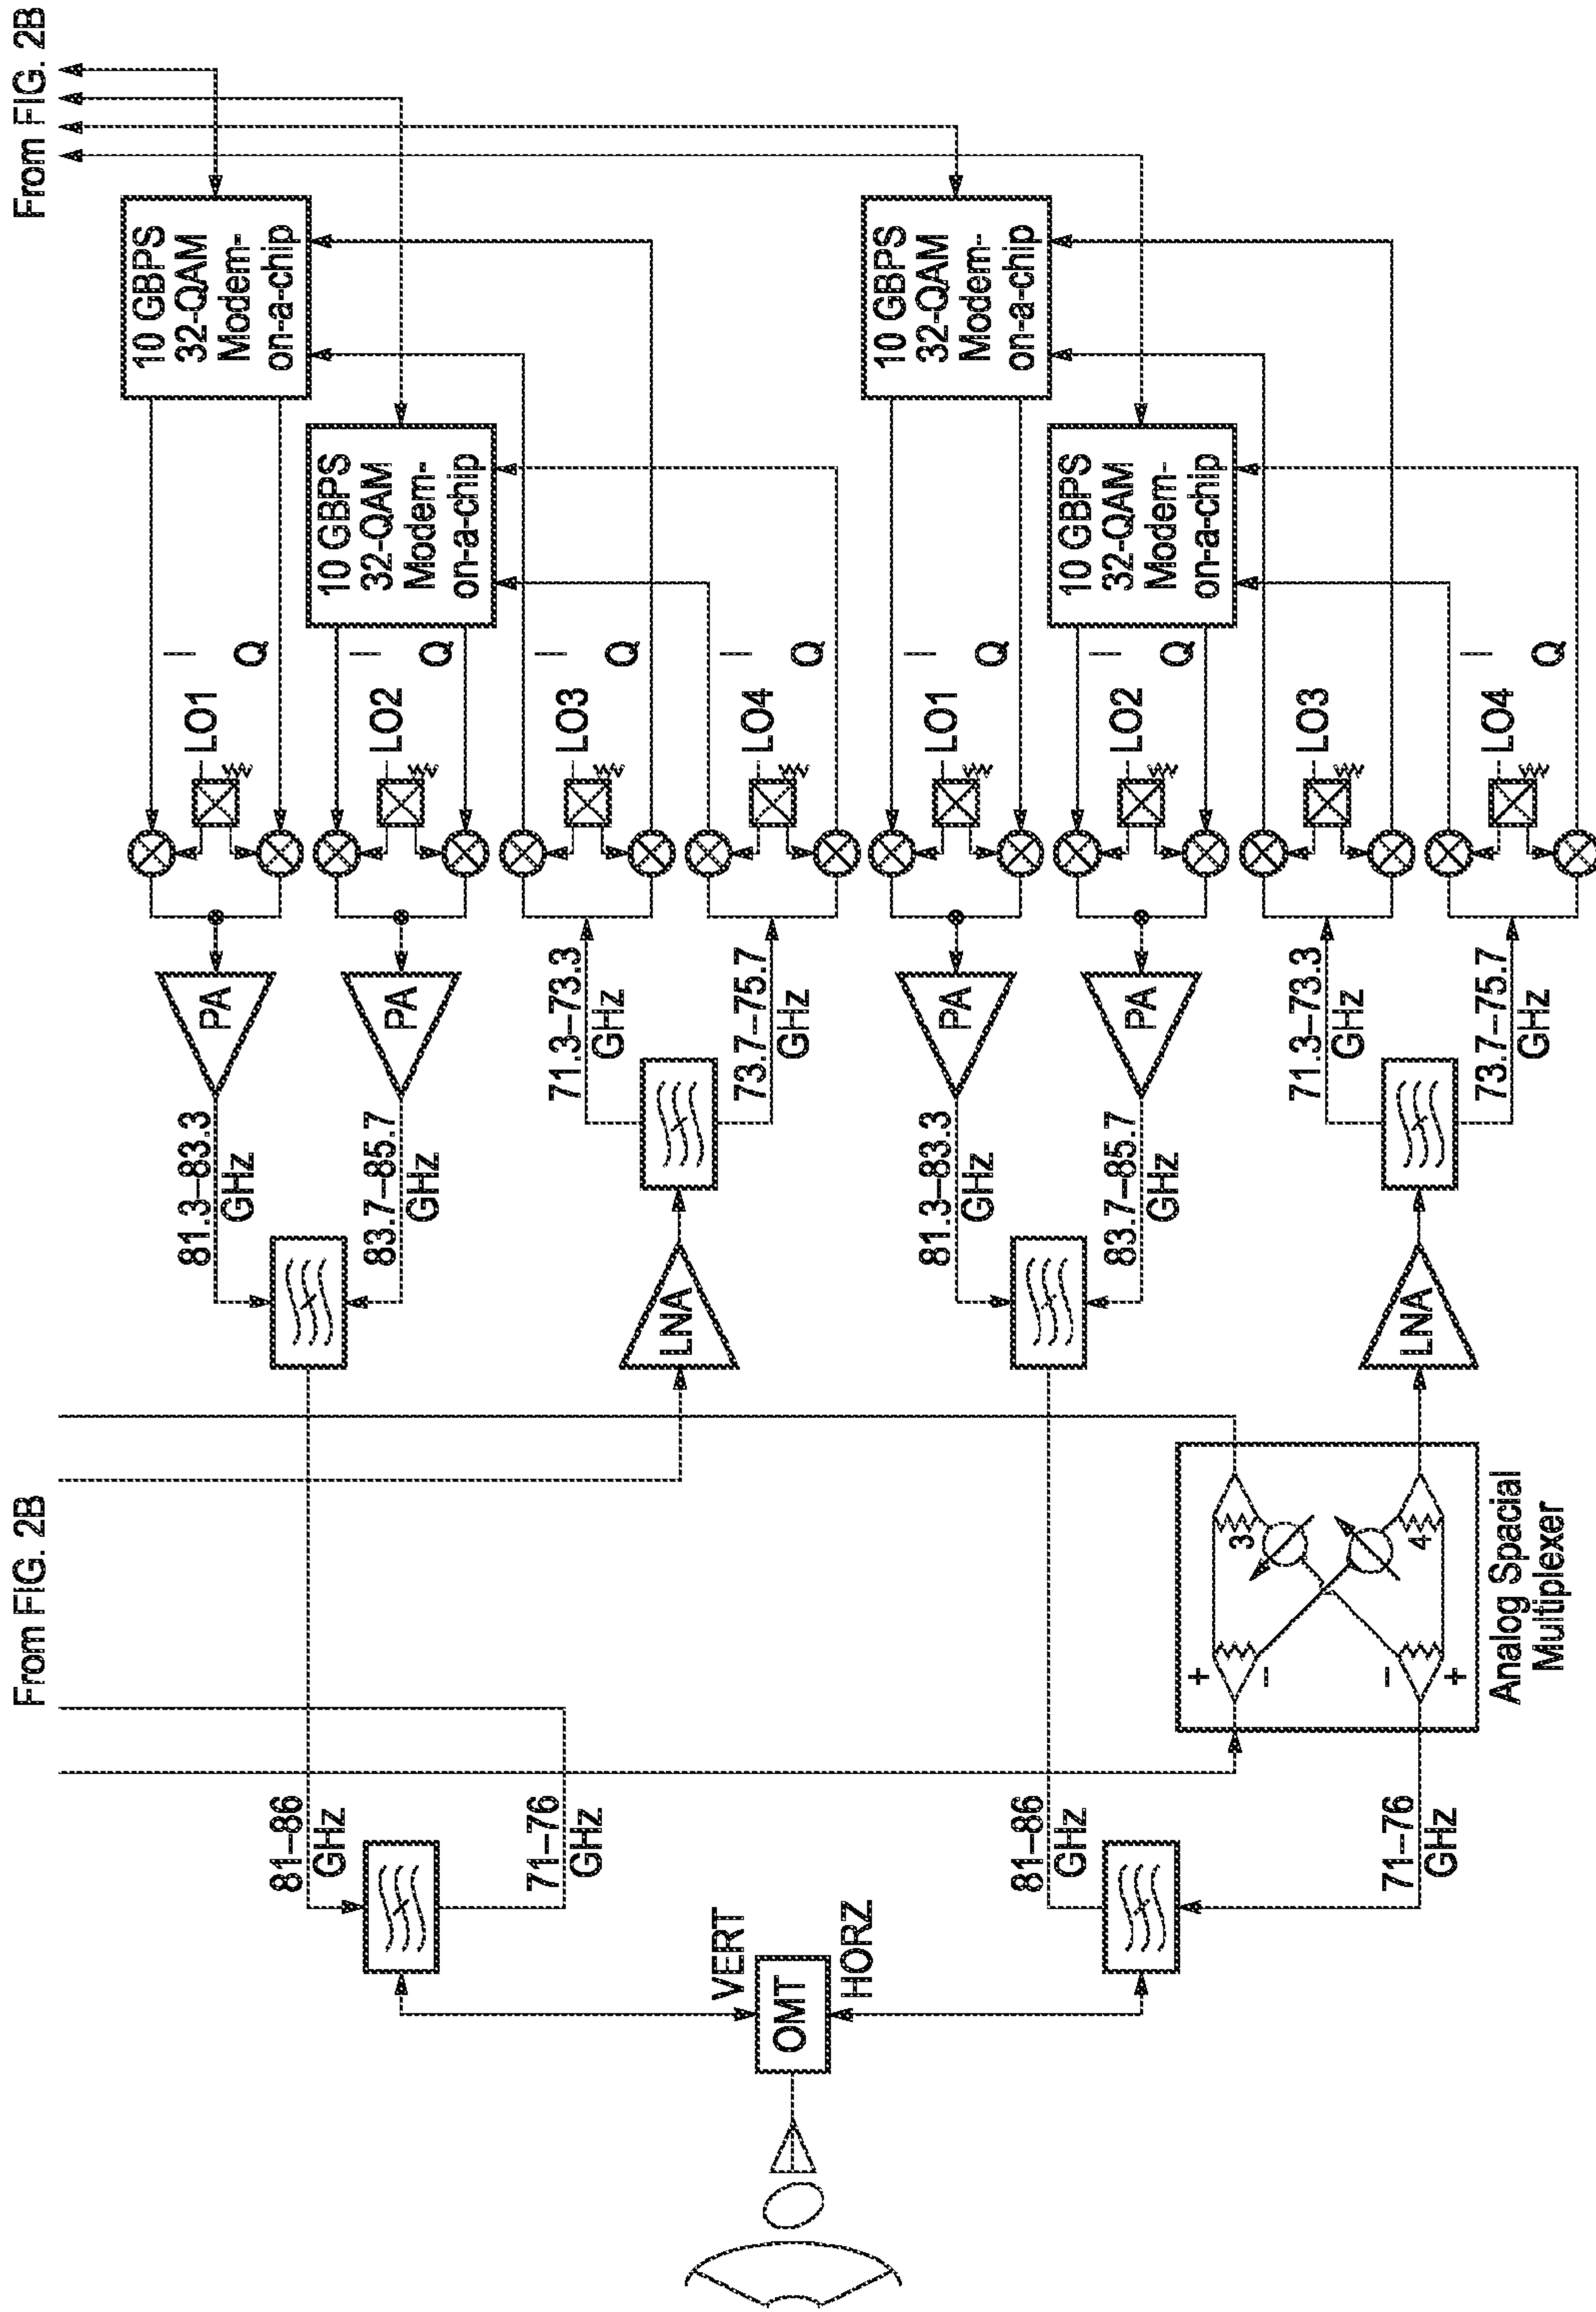 From FIG. 2B
From FIG. 2B
10 GBPS
32-QAM
Modem-
on-a-chip
I
LO1
Q
PA
81.3–83.3
GHz
10 GBPS
32-QAM
Modem-
on-a-chip
I
LO2
Q
PA
83.7–85.7
GHz
81–86
GHz
I
LO3
Q
71.3–73.3
GHz
LNA
I
LO4
Q
73.7–75.7
GHz
71–76
GHz
VERT
OMT
HORZ
10 GBPS
32-QAM
Modem-
on-a-chip
I
LO1
Q
PA
81.3–83.3
GHz
10 GBPS
32-QAM
Modem-
on-a-chip
I
LO2
Q
PA
83.7–85.7
GHz
81–86
GHz
LO3
71.3–73.3
GHz
LNA
I
LO4
Q
73.7–75.7
GHz
71–76
GHz
+
–
–
+
3
4
Analog Spacial
Multiplexer